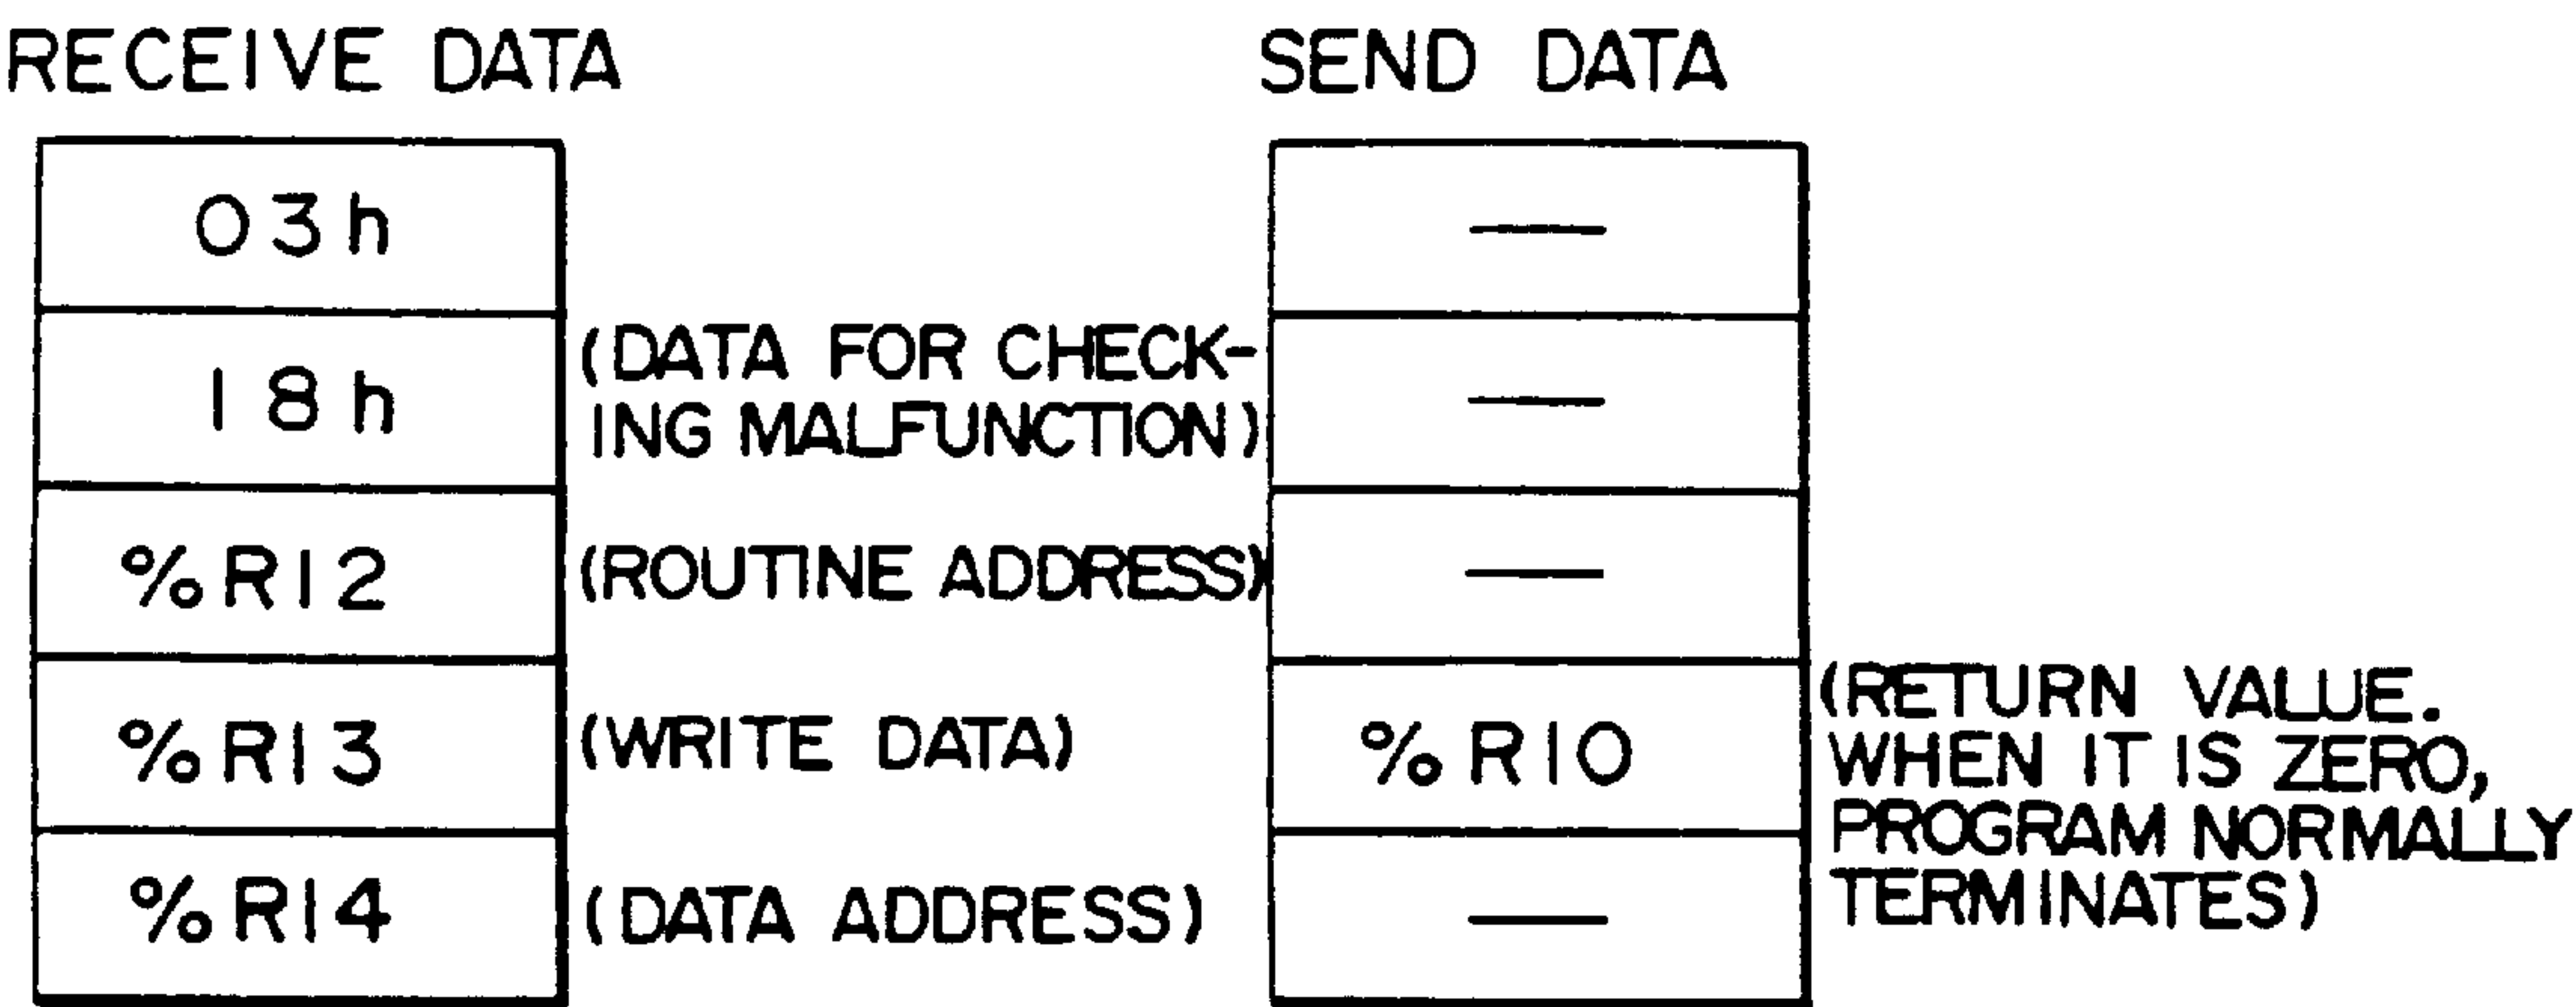 RECEIVE DATA
03h
18h
(DATA FOR CHECK-
ING MALFUNCTION)
%R12
(ROUTINE ADDRESS)
%R13
(WRITE DATA)
%R14
(DATA ADDRESS)
SEND DATA
—
—
—
%R10
(RETURN VALUE.
WHEN IT IS ZERO,
PROGRAM NORMALLY
TERMINATES)
—